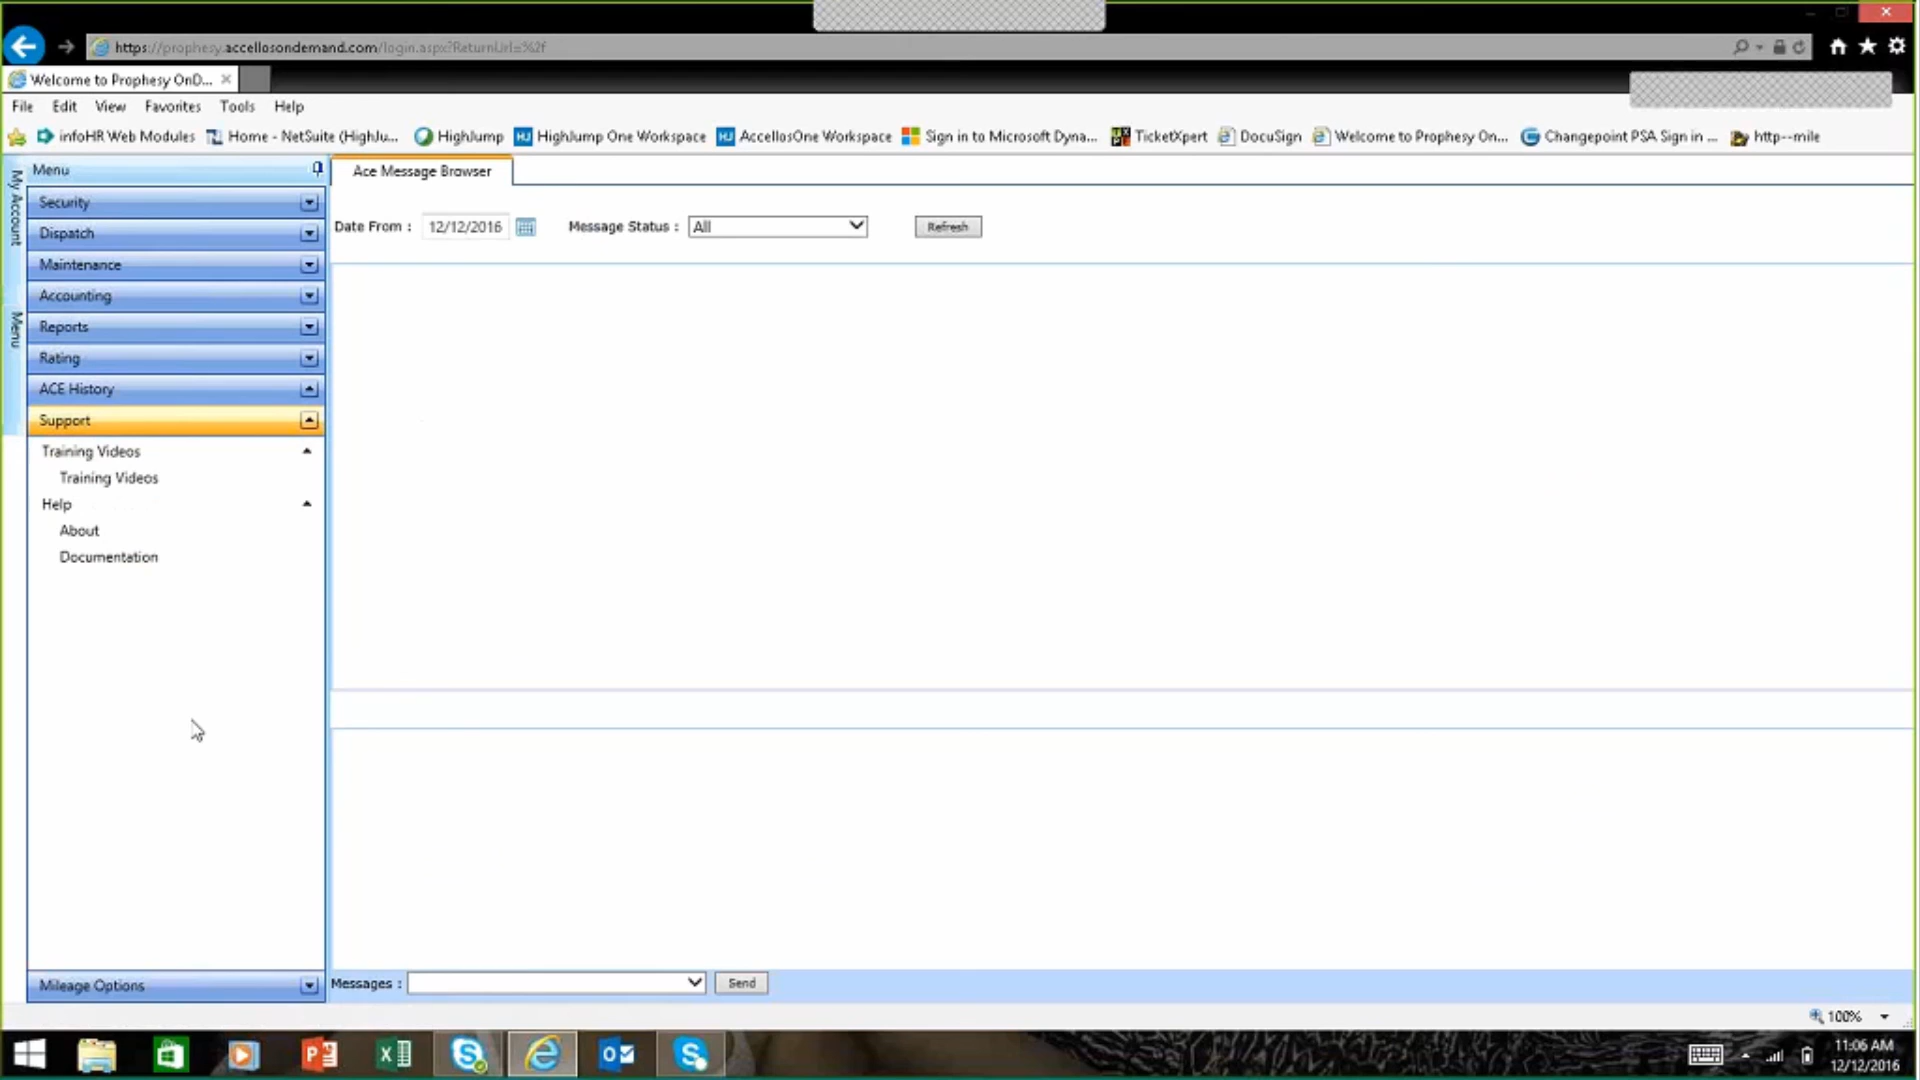 https://prophesy.accellosondemand.com/login.aspx?ReturnUrl=%2f
Welcome to Prophesy OnD...
File Edit View Favorites Tools Help
infoHR Web Modules Home - NetSuite (HighJu... HighJump HighJump One Workspace AccellosOne Workspace Sign in to Microsoft Dyna... TicketXpert DocuSign Welcome to Prophesy On... Changepoint PSA Sign in ... http--mile
My Account
Menu
Menu
Security
Dispatch
Maintenance
Accounting
Reports
Rating
ACE History
Support
Training Videos
Training Videos
Help
About
Documentation
Mileage Options
Ace Message Browser
Date From : 12/12/2016 Message Status : All Refresh
Messages : Send
100%
11:06 AM
12/12/2016